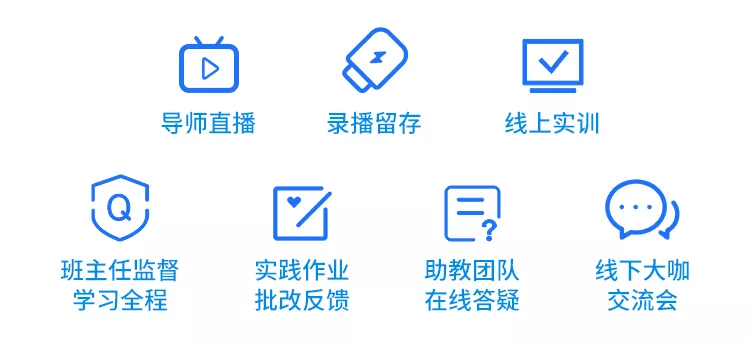 导师直播
录播留存
线上实训
Q
班主任监督
学习全程
实践作业
批改反馈
?
助教团队
在线答疑
线下大咖
交流会